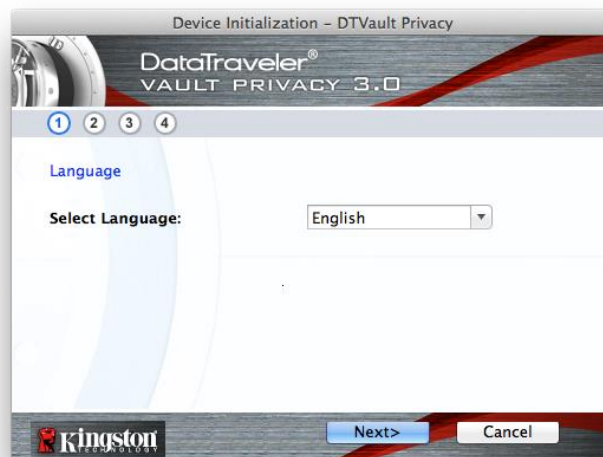 Device Initialization – DTVault Privacy
DataTraveler®
VAULT PRIVACY 3.0
1 2 3 4
Language
Select Language: English
Kingston
TECHNOLOGY
Next> Cancel